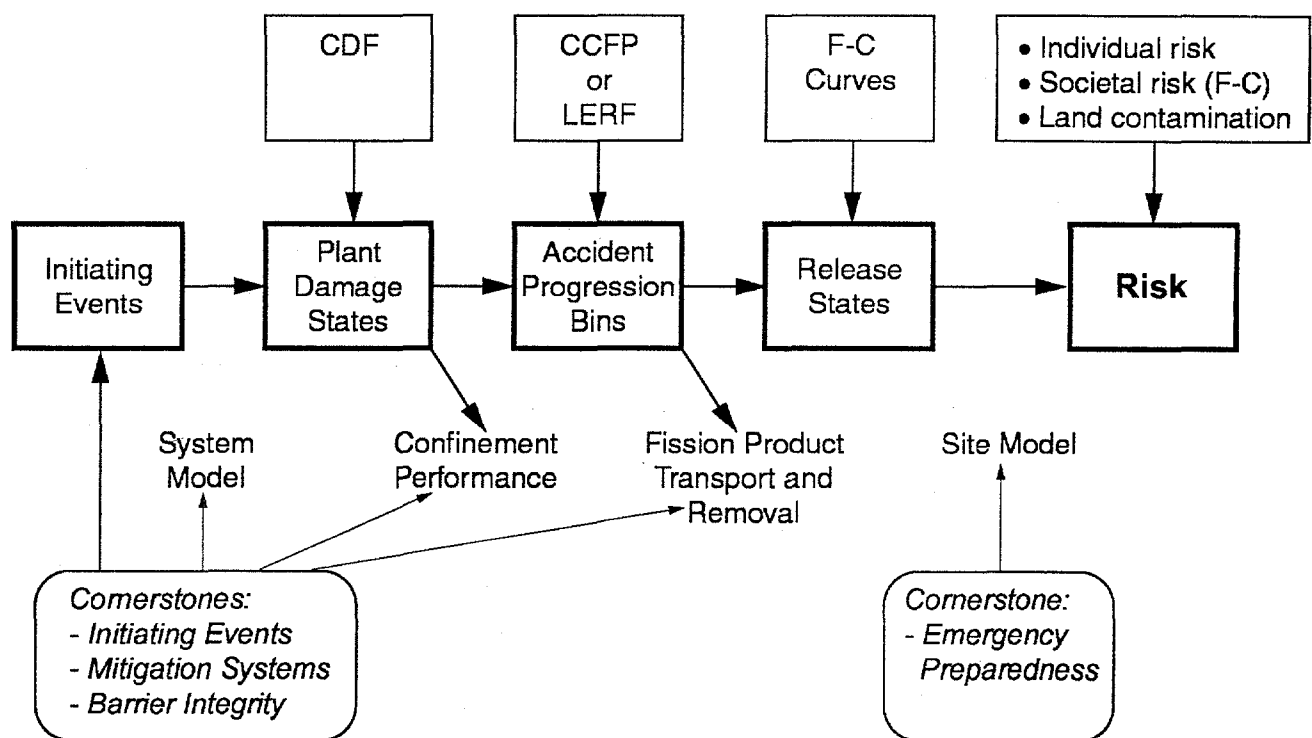 CDF
CCFP
or
LERF
F-C
Curves
• Individual risk
• Societal risk (F-C)
• Land contamination
Initiating
Events
Plant
Damage
States
Accident
Progression
Bins
Release
States
Risk
System
Model
Confinement
Performance
Fission Product
Transport and
Removal
Site Model
Cornerstones:
- Initiating Events
- Mitigation Systems
- Barrier Integrity
Cornerstone:
- Emergency
Preparedness